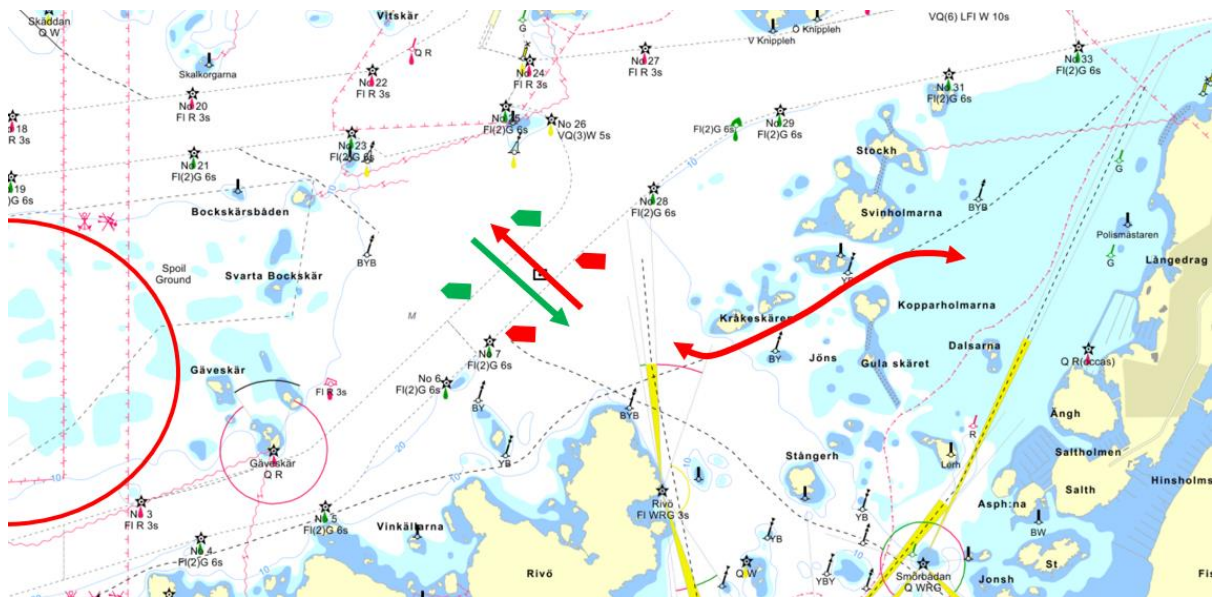 Skäddan
Q W
Vitskär
G
V Knippleh
Ö Knippleh
VQ(6) LFl W 10s
Q R
No 27
Fl R 3s
No 33
Fl(2)G 6s
Skalkorgarna
No 22
Fl R 3s
No 24
Fl R 3s
No 31
Fl(2)G 6s
No 20
Fl R 3s
18
R 3s
Fl(2)G 6s
No 26
VQ(3)W 5s
Fl(2)G 6s
No 29
Fl(2)G 6s
No 23
Fl(2)G 6s
No 21
Fl(2)G 6s
10
Stockh
G
19
)G 6s
No 28
Fl(2)G 6s
BYB
Svinholmarna
Bockskärsbåden
Polismästaren
BYB
G
Långedrag
Spoil
Ground
Svarta Bockskär
Kopparholmarna
M
Kråkeskären
Jöns
BY
Dalsarna
Gula skäret
No 7
Fl(2)G 6s
Q R(occas)
Gäveskär
Fl R 3s
No 6
Fl(2)G 6s
BY
BYB
Ängh
R
20
YB
Stångerh
Lerh
Saltholmen
Gäveskär
Q R
10
Salth
Hinsholms
Rivö
Fl WRG 3s
Asph:na
No 3
Fl R 3s
No 5
Fl(2)G 6s
Vinkällarna
YB
BW
No 4
Fl(2)G 6s
YB
10
Rivö
Q W
YBY
Smörbådan
Q WRG
Jonsh
St